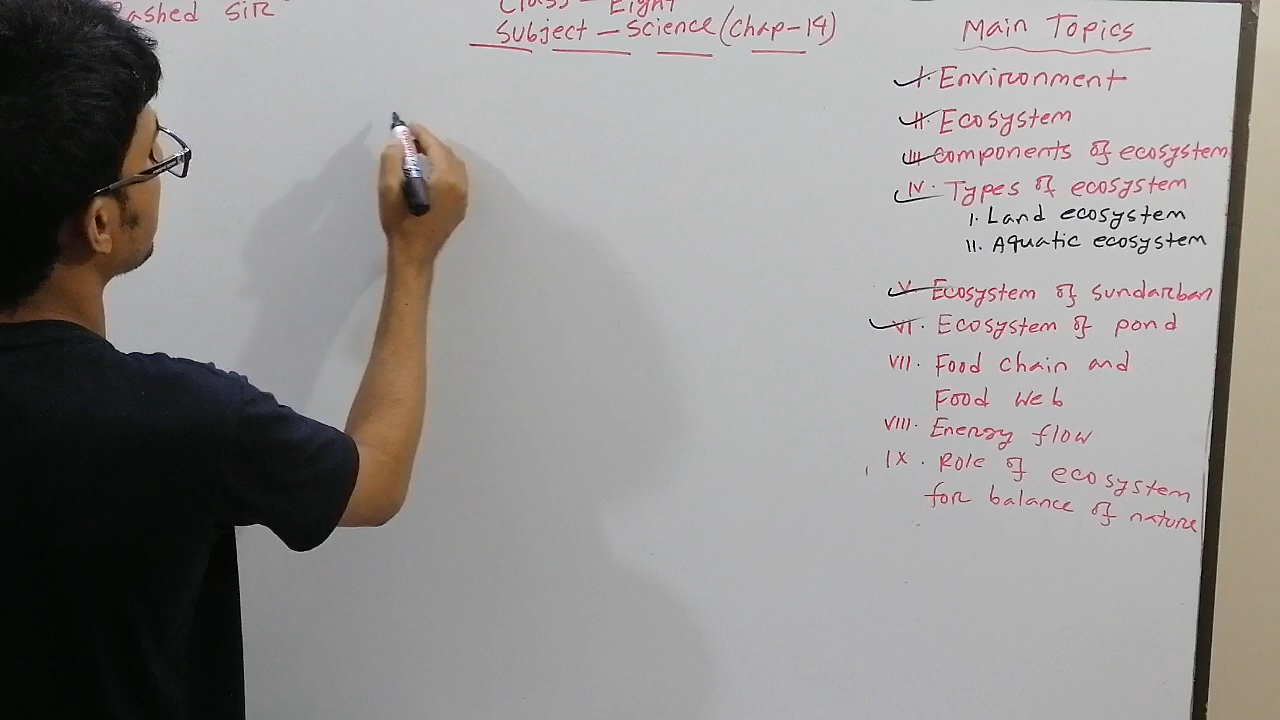 Rashed Sir
Class - Eight
Subject - Science (Chap-14)
Main Topics
I. Environment
II. Ecosystem
III. Components of ecosystem
IV. Types of ecosystem
I. Land ecosystem
II. Aquatic ecosystem
V. Ecosystem of Sundarban
VI. Ecosystem of pond
VII. Food Chain and
Food Web
VIII. Energy flow
IX. Role of ecosystem
for balance of nature